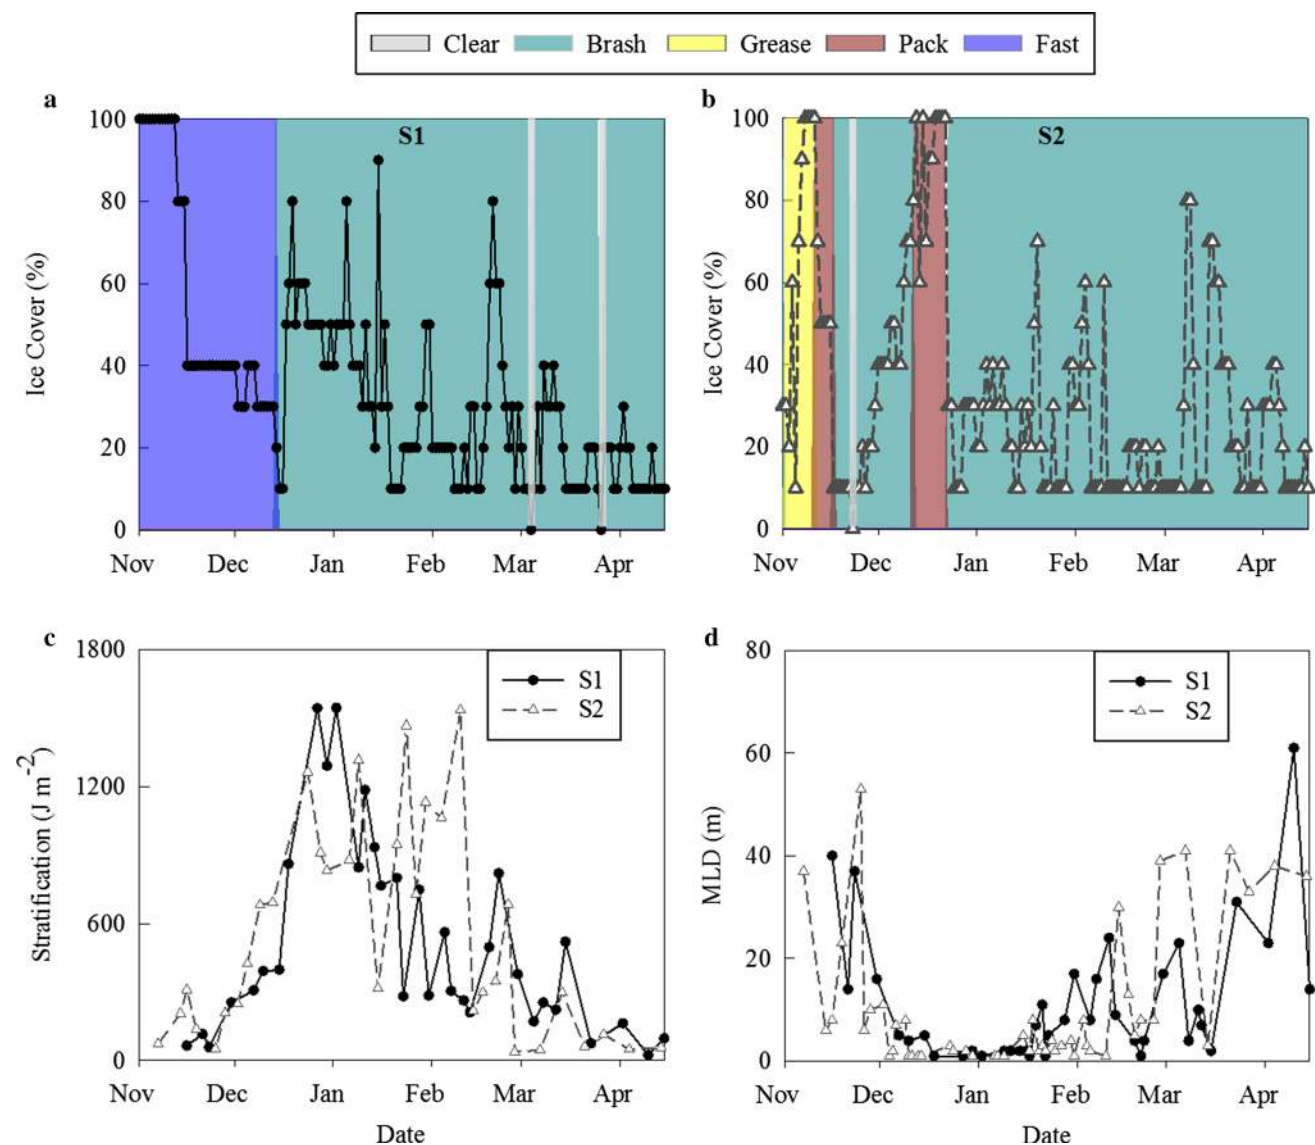 Clear Brash Grease Pack Fast
a
S1
100
80
60
40
20
0
Ice Cover (%)
Nov Dec Jan Feb Mar Apr
b
S2
100
80
60
40
20
0
Ice Cover (%)
Nov Dec Jan Feb Mar Apr
c
S1
S2
1800
1200
600
0
Stratification (J m-2)
Nov Dec Jan Feb Mar Apr
Date
d
S1
S2
80
60
40
20
0
MLD (m)
Nov Dec Jan Feb Mar Apr
Date